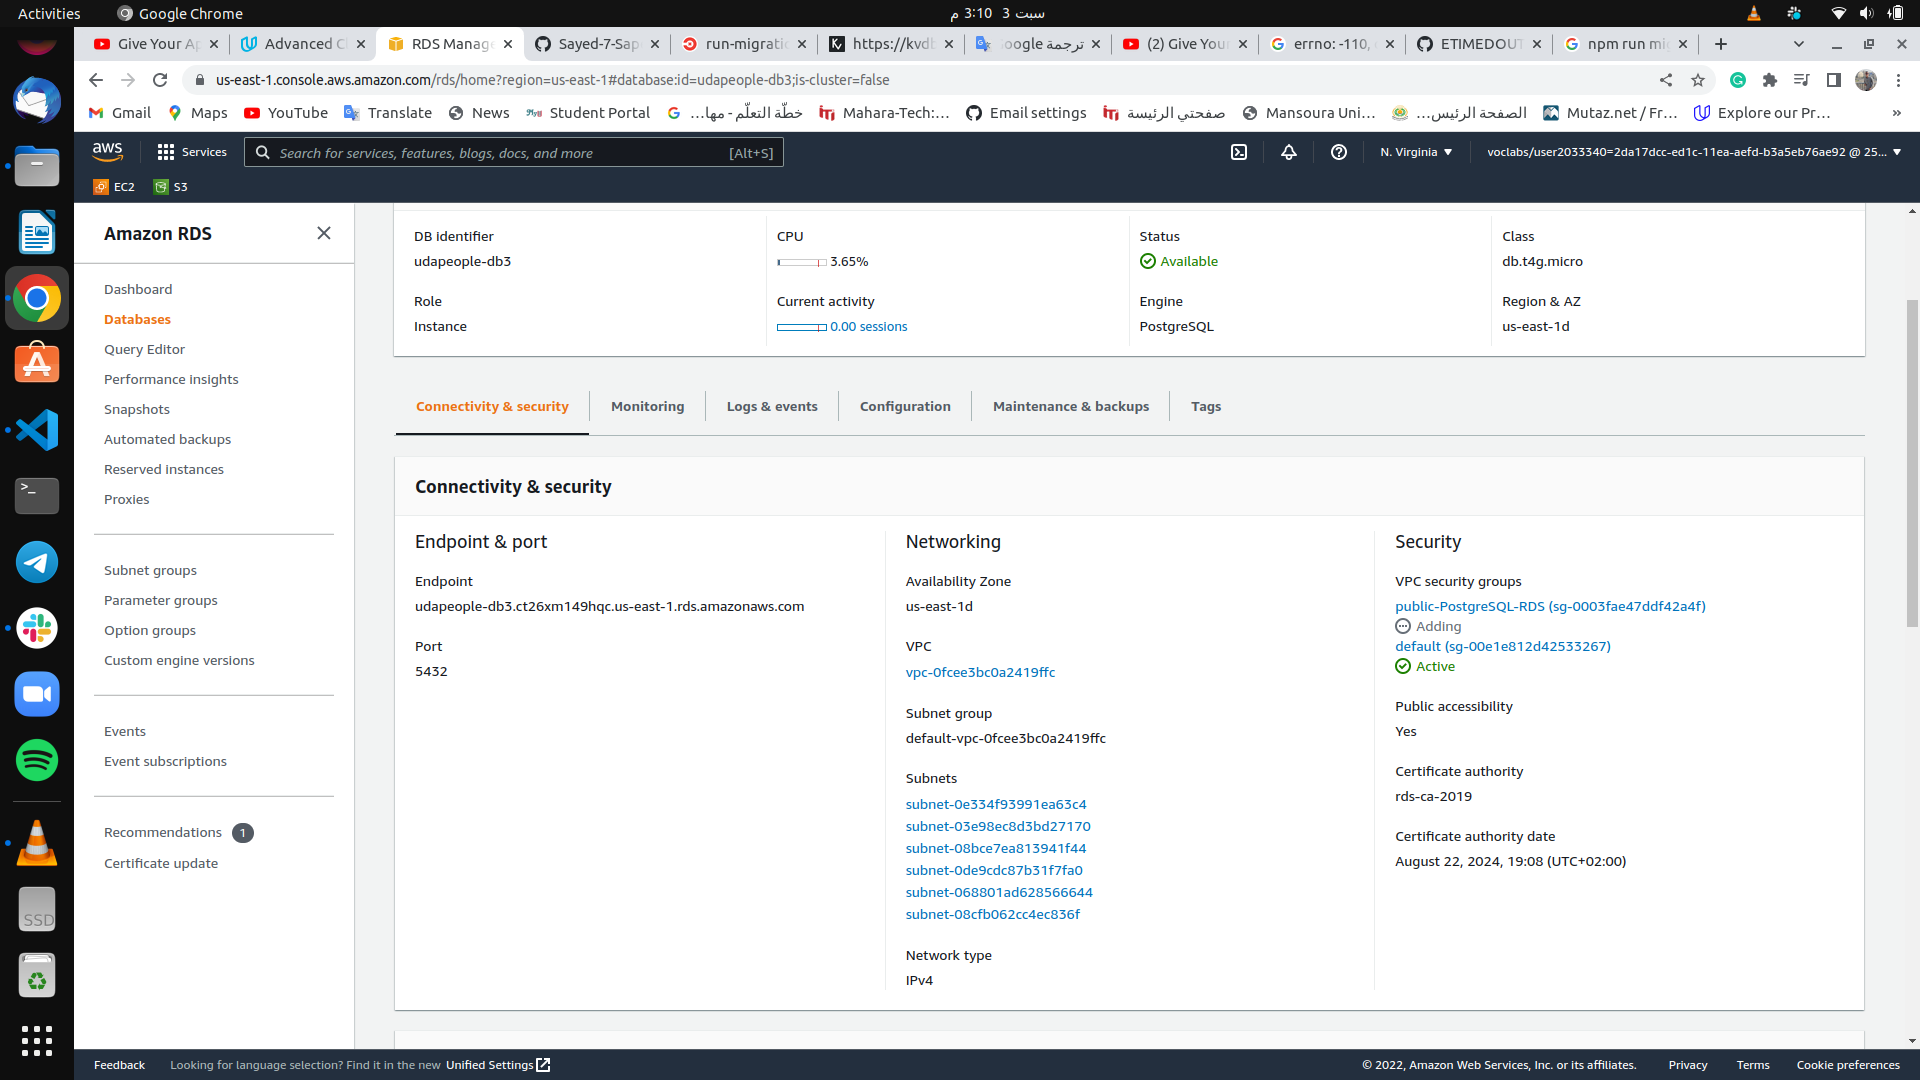 Activities
Google Chrome
سبت 3 3:10 م
Give Your Ap
Advanced Cl
RDS Manage
Sayed-7-Sap
run-migratio
https://kvdb
ترجمة Google
(2) Give Your
errno: -110,
ETIMEDOUT
npm run mig
us-east-1.console.aws.amazon.com/rds/home?region=us-east-1#database:id=udapeople-db3;is-cluster=false
Gmail
Maps
YouTube
Translate
News
Student Portal
خطّة التعلّم - مها...
Mahara-Tech:...
Email settings
صفحتي الرئيسة
Mansoura Uni...
الصفحة الرئيس...
Mutaz.net / Fr...
Explore our Pr...
»
aws
Services
Search for services, features, blogs, docs, and more
[Alt+S]
N. Virginia
voclabs/user2033340=2da17dcc-ed1c-11ea-aefd-b3a5eb76ae92 @ 25...
EC2
S3
Amazon RDS
Dashboard
Databases
Query Editor
Performance insights
Snapshots
Automated backups
Reserved instances
Proxies
Subnet groups
Parameter groups
Option groups
Custom engine versions
Events
Event subscriptions
Recommendations 1
Certificate update
DB identifier
udapeople-db3
CPU
3.65%
Status
Available
Class
db.t4g.micro
Role
Instance
Current activity
0.00 sessions
Engine
PostgreSQL
Region & AZ
us-east-1d
Connectivity & security
Monitoring
Logs & events
Configuration
Maintenance & backups
Tags
Connectivity & security
Endpoint & port
Endpoint
udapeople-db3.ct26xm149hqc.us-east-1.rds.amazonaws.com
Port
5432
Networking
Availability Zone
us-east-1d
VPC
vpc-0fcee3bc0a2419ffc
Subnet group
default-vpc-0fcee3bc0a2419ffc
Subnets
subnet-0e334f93991ea63c4
subnet-03e98ec8d3bd27170
subnet-08bce7ea813941f44
subnet-0de9cdc87b31f7fa0
subnet-068801ad628566644
subnet-08cfb062cc4ec836f
Network type
IPv4
Security
VPC security groups
public-PostgreSQL-RDS (sg-0003fae47ddf42a4f)
Adding
default (sg-00e1e812d42533267)
Active
Public accessibility
Yes
Certificate authority
rds-ca-2019
Certificate authority date
August 22, 2024, 19:08 (UTC+02:00)
SSD
Feedback
Looking for language selection? Find it in the new Unified Settings
© 2022, Amazon Web Services, Inc. or its affiliates.
Privacy
Terms
Cookie preferences